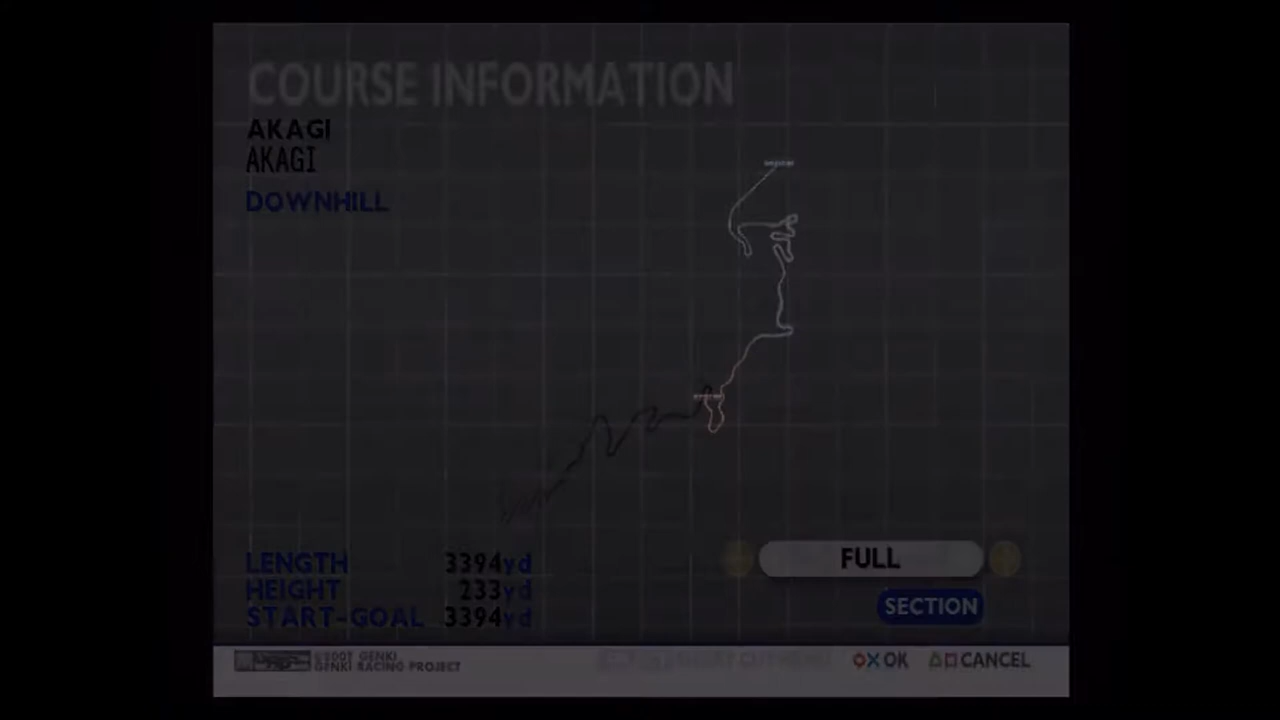 COURSE INFORMATION
AKAGI
AKAGI
DOWNHILL
LENGTH 3394yd
HEIGHT 233yd
START-GOAL 3394yd
FULL
SECTION
©2001 GENKI
GENKI RACING PROJECT
OK CANCEL